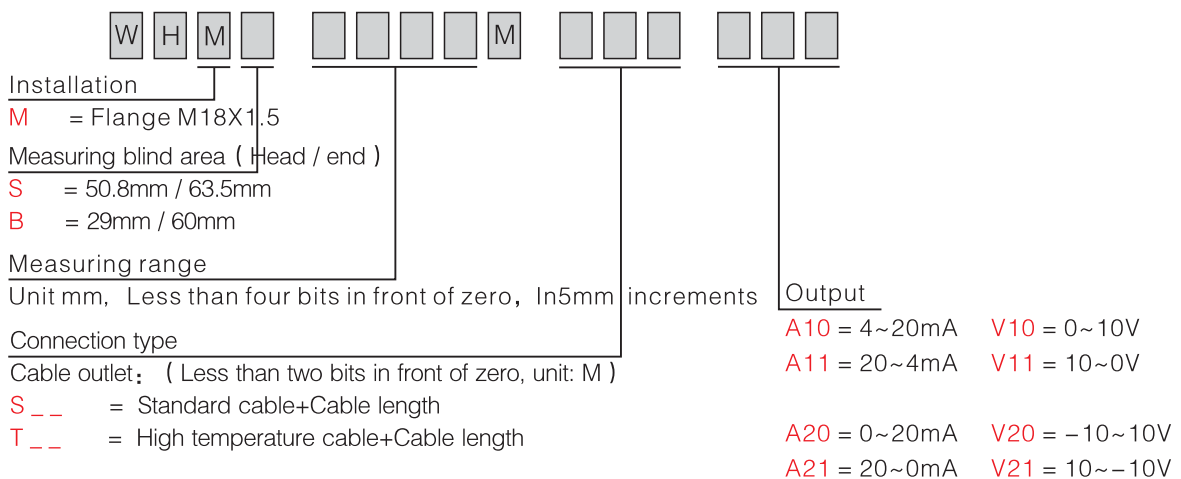 W H M M
Installation
M = Flange M18X1.5
Measuring blind area ( Head / end )
S = 50.8mm / 63.5mm
B = 29mm / 60mm
Measuring range
Unit mm, Less than four bits in front of zero, In5mm increments
Connection type
Cable outlet: ( Less than two bits in front of zero, unit: M )
S _ _ = Standard cable+Cable length
T _ _ = High temperature cable+Cable length
Output
A10 = 4~20mA V10 = 0~10V
A11 = 20~4mA V11 = 10~0V
A20 = 0~20mA V20 = −10~10V
A21 = 20~0mA V21 = 10~−10V